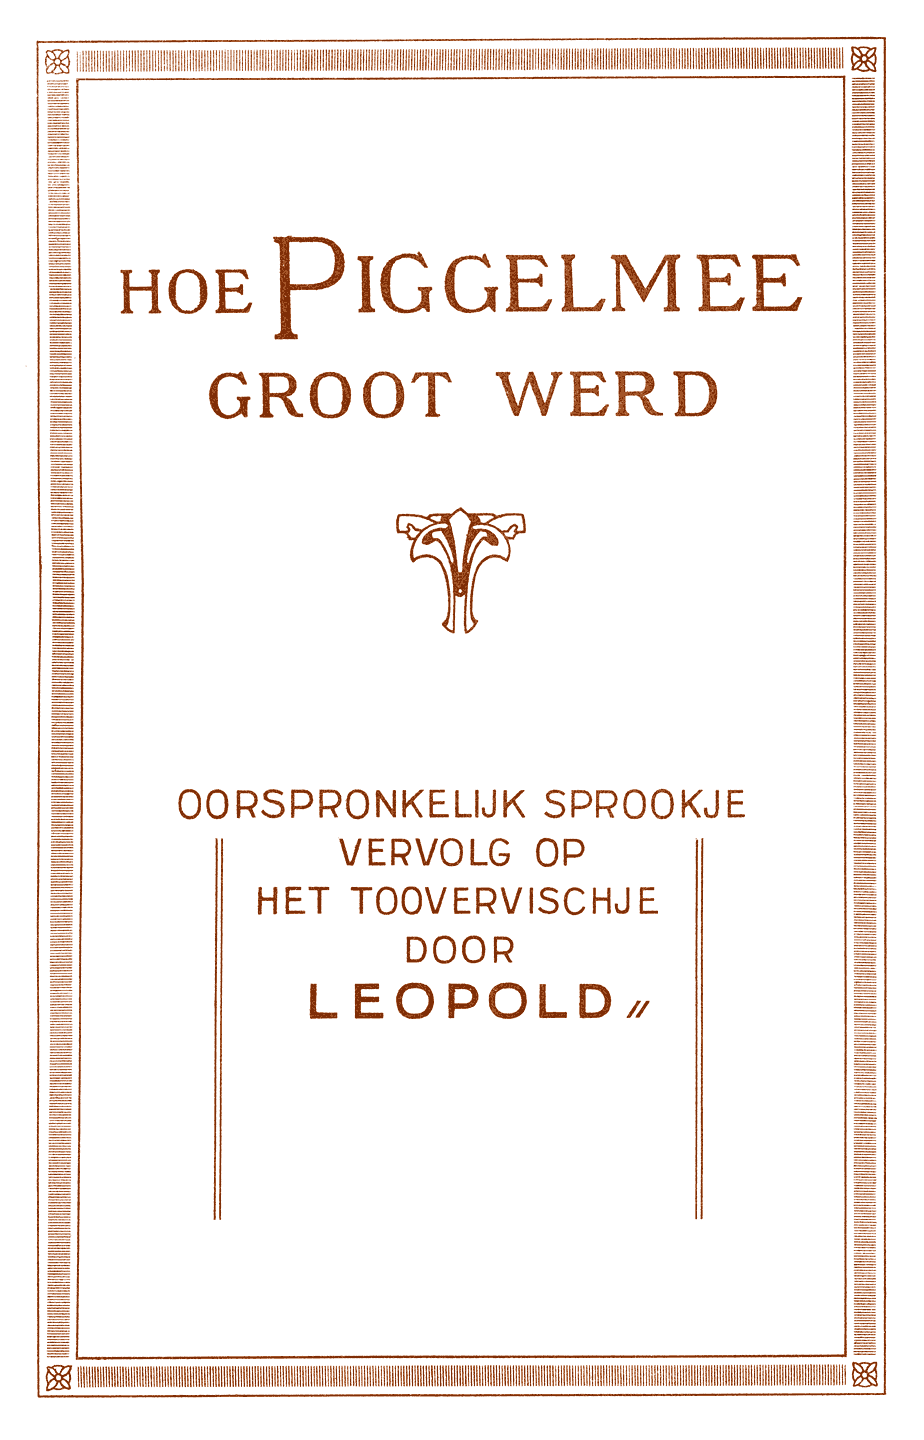 HOE PIGGELMEE
GROOT WERD
OORSPRONKELIJK SPROOKJE
VERVOLG OP
HET TOOVERVISCHJE
DOOR
LEOPOLD //